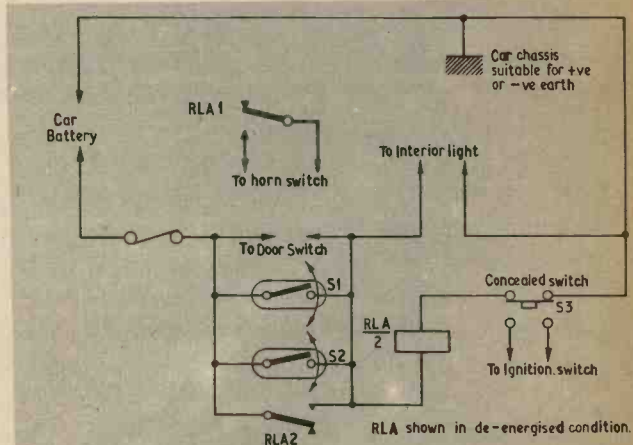 Car chassis
suitable for +ve
or -ve earth
RLA 1
Car
Battery
To horn switch
To Interior light
To Door Switch
S1
Concealed switch
S3
RLA
2
S2
To Ignition switch
RLA2
RLA shown in de-energised condition.